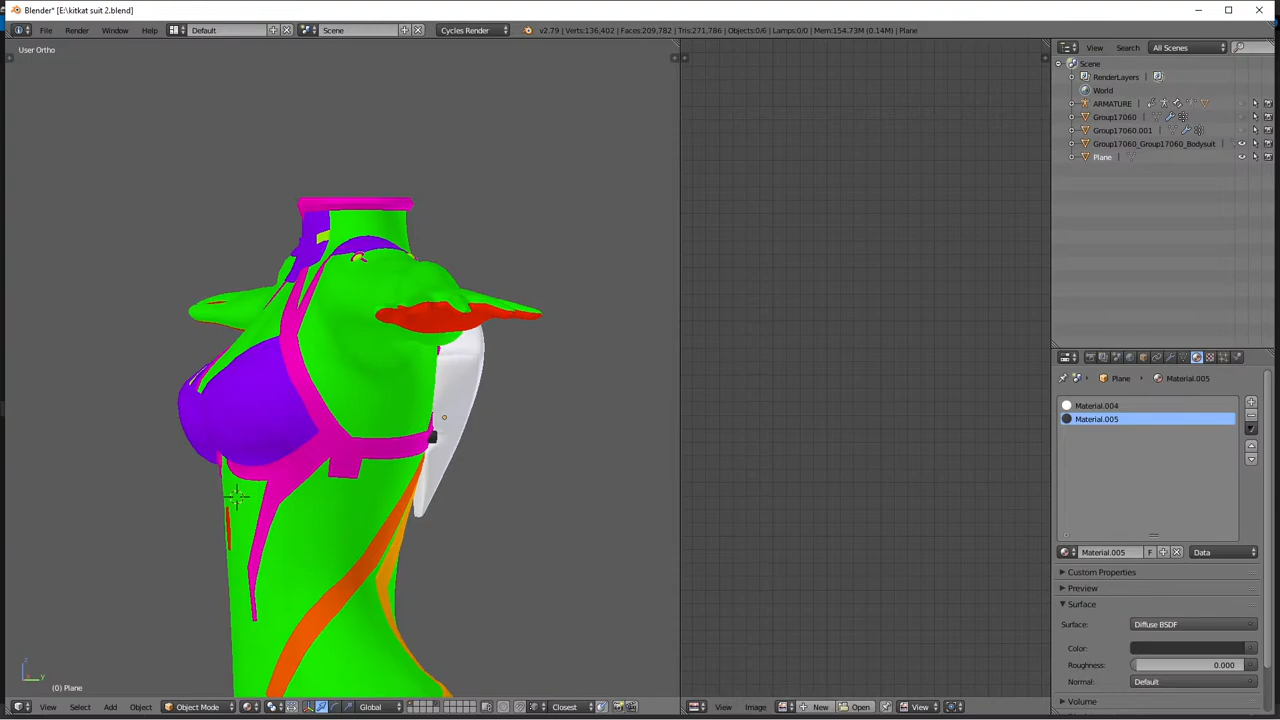 Blender* [E:\kitkat suit 2.blend]
File Render Window Help Default Scene Cycles Render v2.79 | Verts:136,402 | Faces:209,782 | Tris:271,786 | Objects:0/6 | Lamps:0/0 | Mem:154.73M (0.14M) | Plane
User Ortho
View Search All Scenes
Scene
RenderLayers
World
ARMATURE
Group17060
Group17060.001
Group17060_Group17060_Bodysuit
Plane
Plane Material.005
Material.004
Material.005
Material.005 F Data
Custom Properties
Preview
Surface
Surface: Diffuse BSDF
Color:
Roughness: 0.000
Normal: Default
Volume
(0) Plane
View Select Add Object Object Mode Global Closest
View Image New Open View